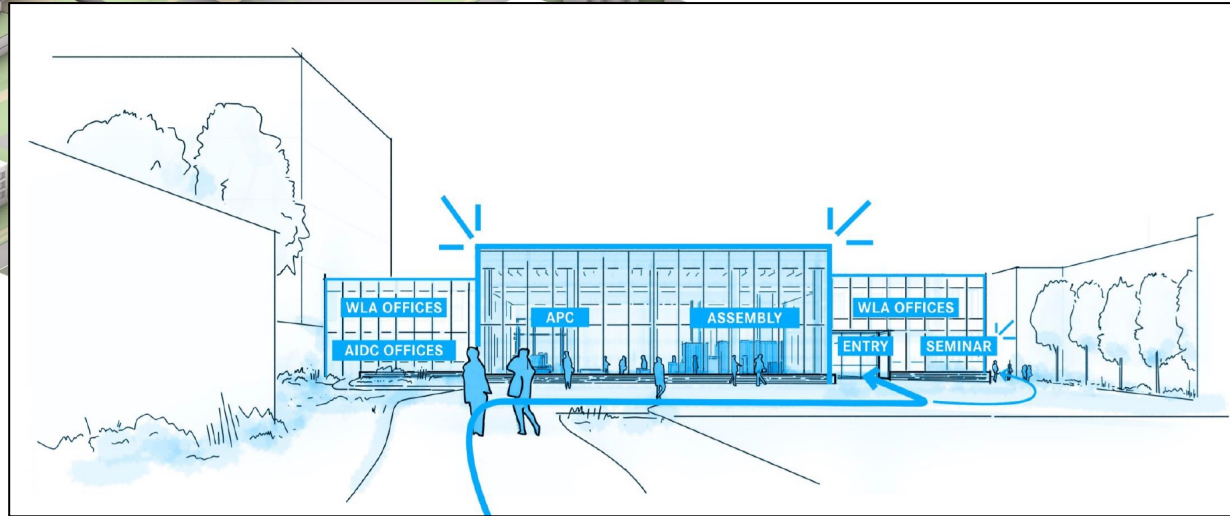 WLA OFFICES
AIDC OFFICES
APC
ASSEMBLY
WLA OFFICES
ENTRY
SEMINAR